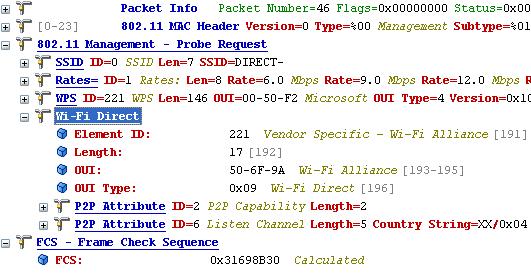 Packet Info Packet Number=46 Flags=0x00000000 Status=0x00
[0-23] 802.11 MAC Header Version=0 Type=%00 Management Subtype=%01
802.11 Management - Probe Request
SSID ID=0 SSID Len=7 SSID=DIRECT-
Rates= ID=1 Rates: Len=8 Rate=6.0 Mbps Rate=9.0 Mbps Rate=12.0 Mbps R
WPS ID=221 WPS Len=146 OUI=00-50-F2 Microsoft OUI Type=4 Version=0x10
Wi-Fi Direct
Element ID: 221 Vendor Specific - Wi-Fi Alliance [191]
Length: 17 [192]
OUI: 50-6F-9A Wi-Fi Alliance [193-195]
OUI Type: 0x09 Wi-Fi Direct [196]
P2P Attribute ID=2 P2P Capability Length=2
P2P Attribute ID=6 Listen Channel Length=5 Country String=XX/0x04
FCS - Frame Check Sequence
FCS: 0x31698B30 Calculated